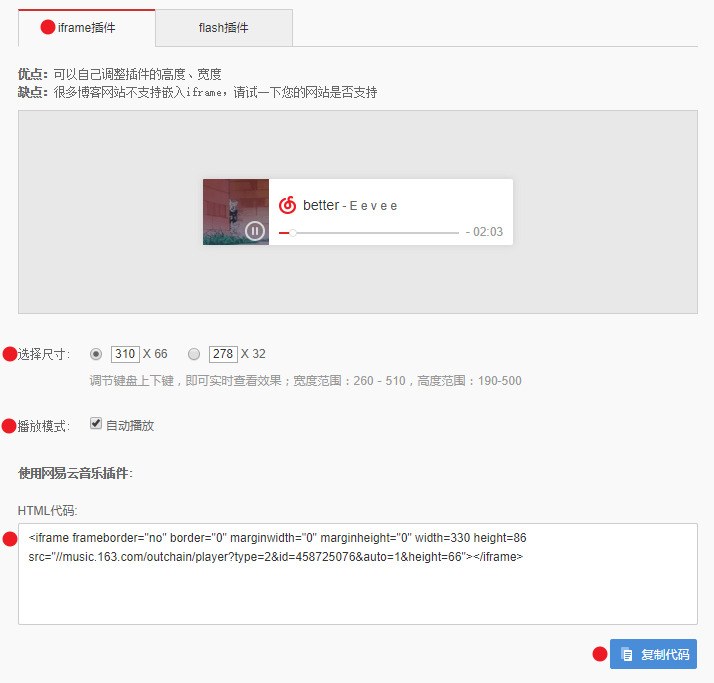 iframe插件
flash插件
优点：可以自己调整插件的高度、宽度
缺点：很多博客网站不支持嵌入iframe，请试一下您的网站是否支持
better - E e v e e
- 02:03
选择尺寸: 310 X 66 278 X 32
调节键盘上下键，即可实时查看效果；宽度范围：260 - 510，高度范围：190-500
播放模式: 自动播放
使用网易云音乐插件:
HTML代码:
<iframe frameborder="no" border="0" marginwidth="0" marginheight="0" width=330 height=86
src="//music.163.com/outchain/player?type=2&id=458725076&auto=1&height=66"></iframe>
复制代码